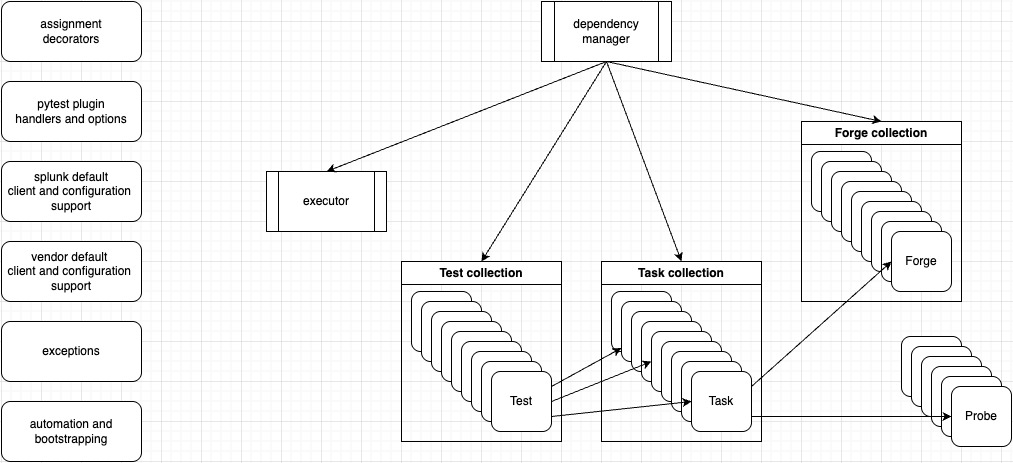 assignment
decorators
pytest plugin
handlers and options
splunk default
client and configuration
support
vendor default
client and configuration
support
exceptions
automation and
bootstrapping
dependency
manager
executor
Test collection
Test
Task collection
Task
Forge collection
Forge
Probe